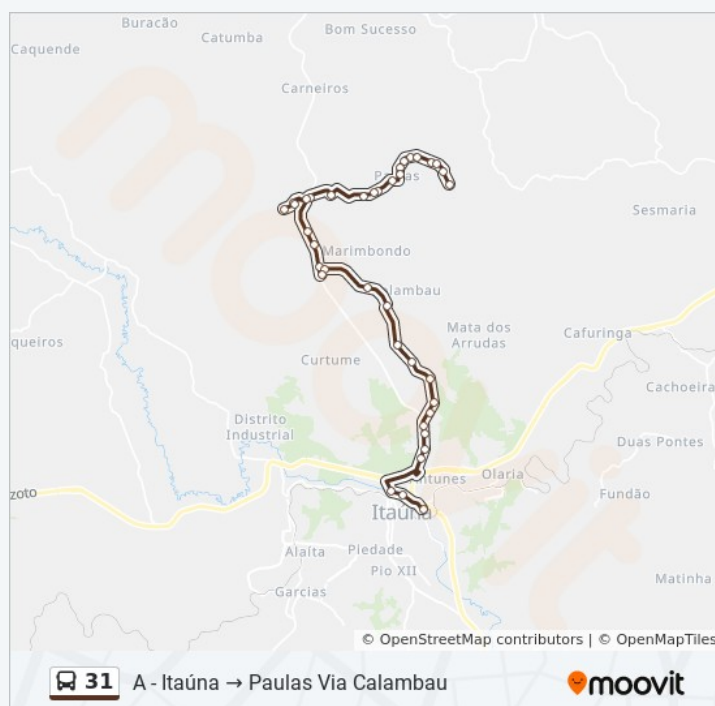 Buracão
Bom Sucesso
Catumba
Caquende
Carneiros
Paulas
Sesmaria
Marimbondo
Calambau
Mata dos
Arrudas
Cafuringa
queiros
Curtume
Cachoeira
Distrito
Industrial
Duas Pontes
Olaria
Antunes
zoto
Fundão
Itaúna
Alaíta
Piedade
Pio XII
Matinha
Garcias
© OpenStreetMap contributors | © OpenMapTiles
31 A - Itaúna → Paulas Via Calambau
moovit